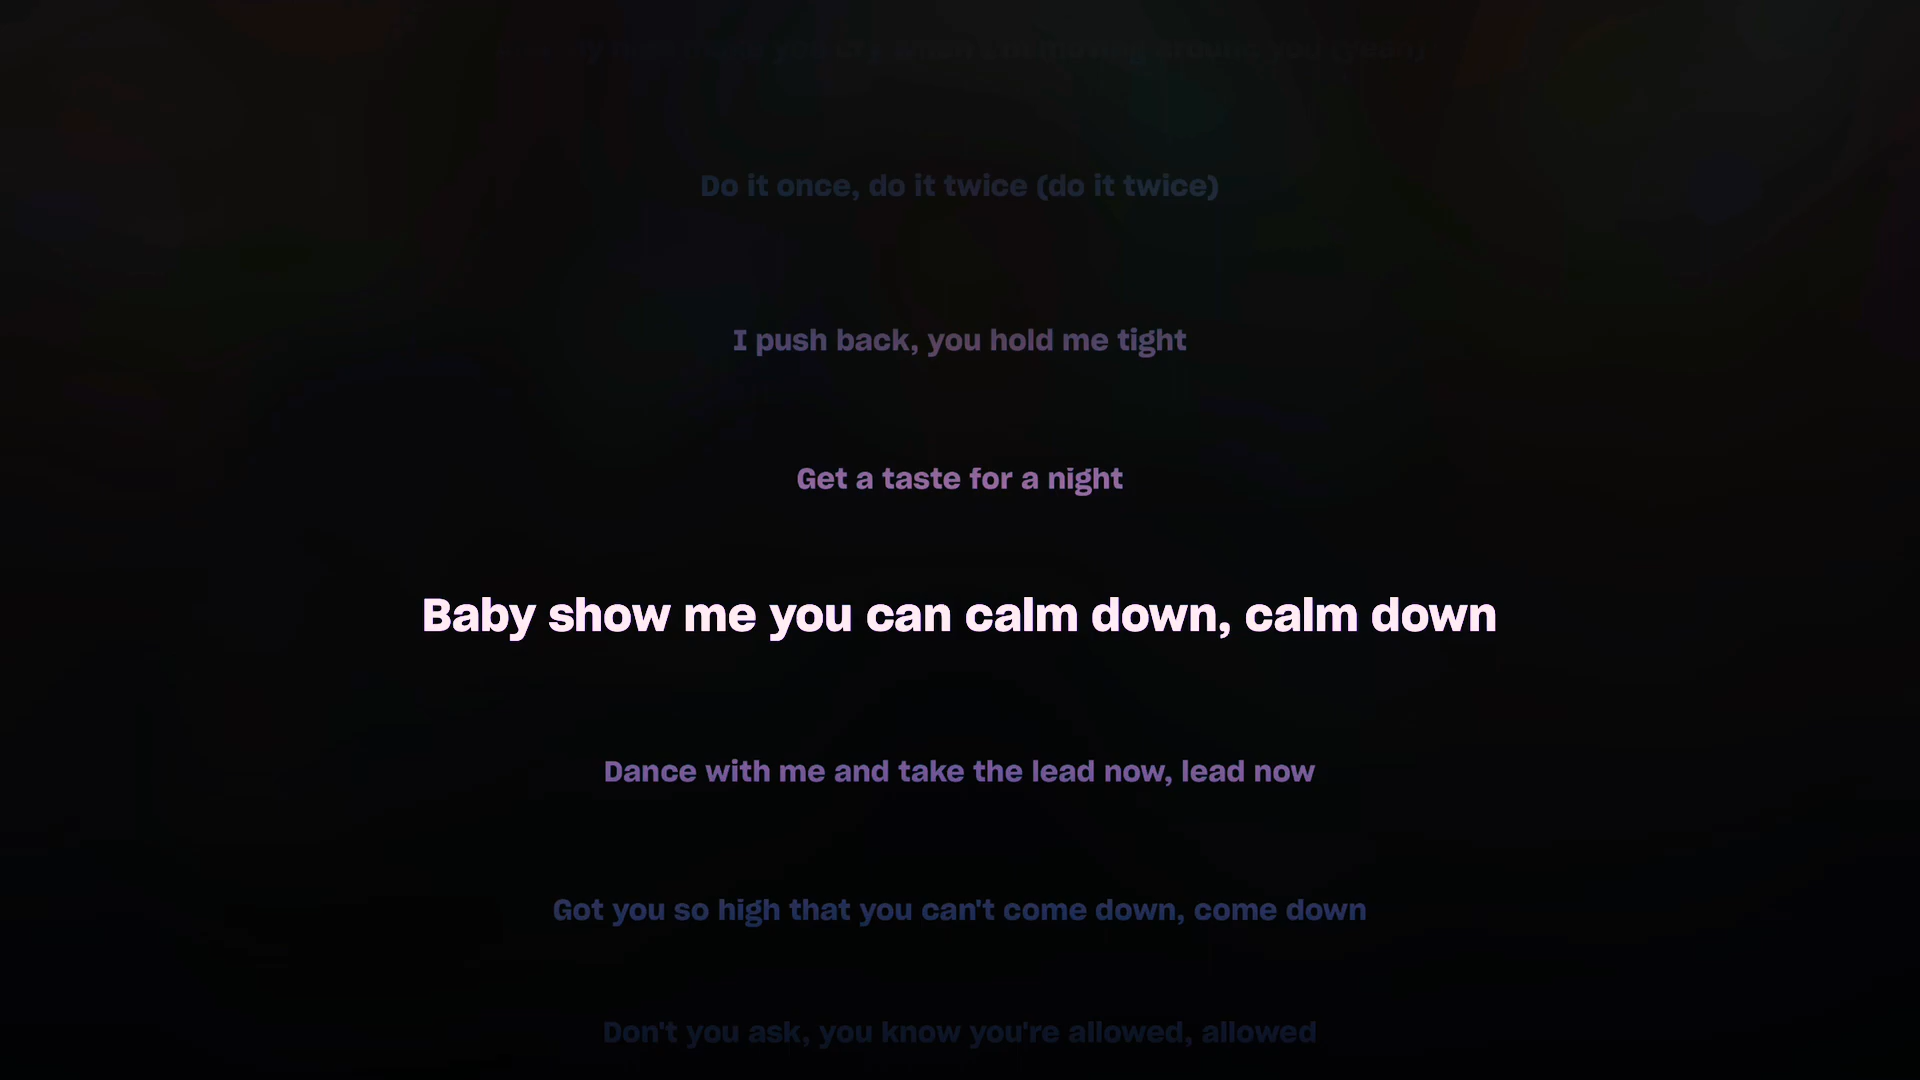 Do it once, do it twice (do it twice)
I push back, you hold me tight
Get a taste for a night
Baby show me you can calm down, calm down
Dance with me and take the lead now, lead now
Got you so high that you can't come down, come down
Don't you ask, you know you're allowed, allowed